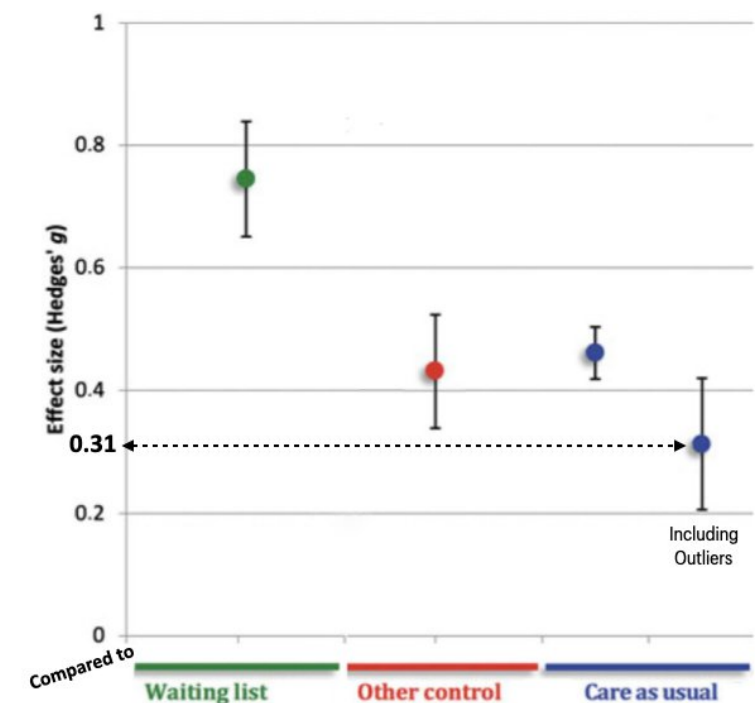 Effect size (Hedges' g)
1
0.8
0.6
0.4
0.31
0.2
0
Including
Outliers
Compared to
Waiting list
Other control
Care as usual